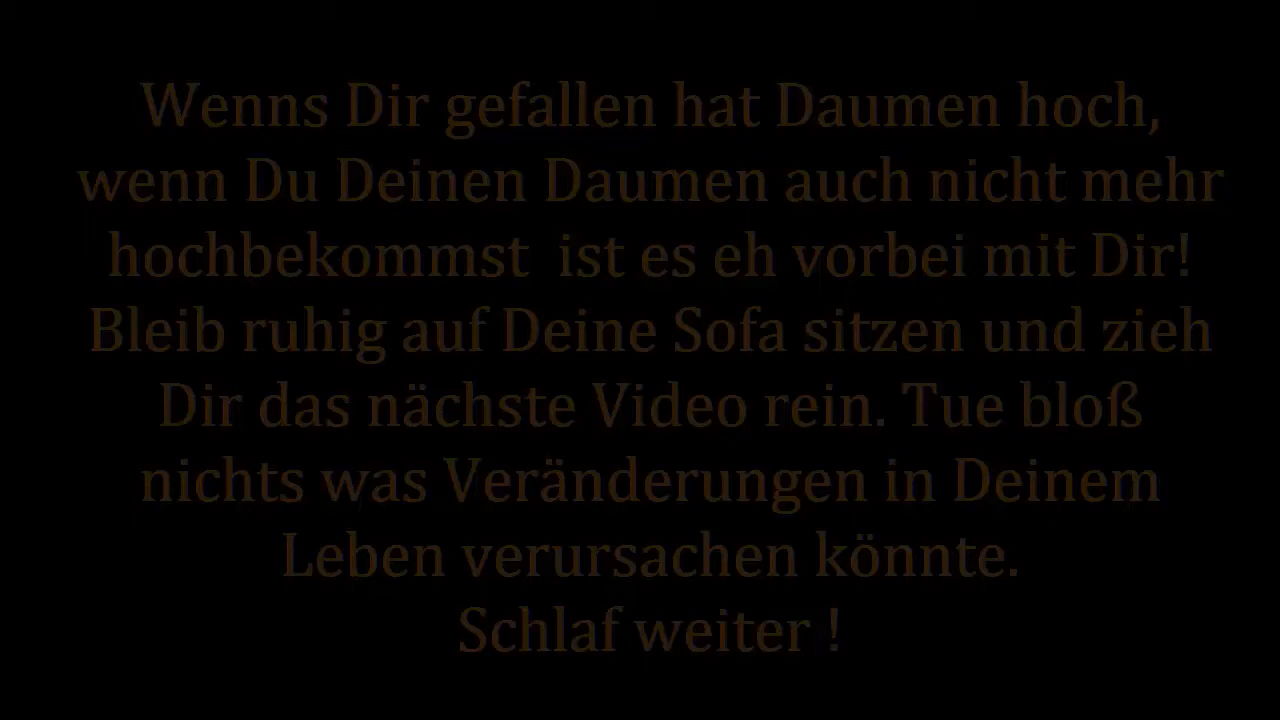 Wenns Dir gefallen hat Daumen hoch,
wenn Du Deinen Daumen auch nicht mehr
hochbekommst  ist es eh vorbei mit Dir!
Bleib ruhig auf Deine Sofa sitzen und zieh
Dir das nächste Video rein. Tue bloß
nichts was Veränderungen in Deinem
Leben verursachen könnte.
Schlaf weiter !